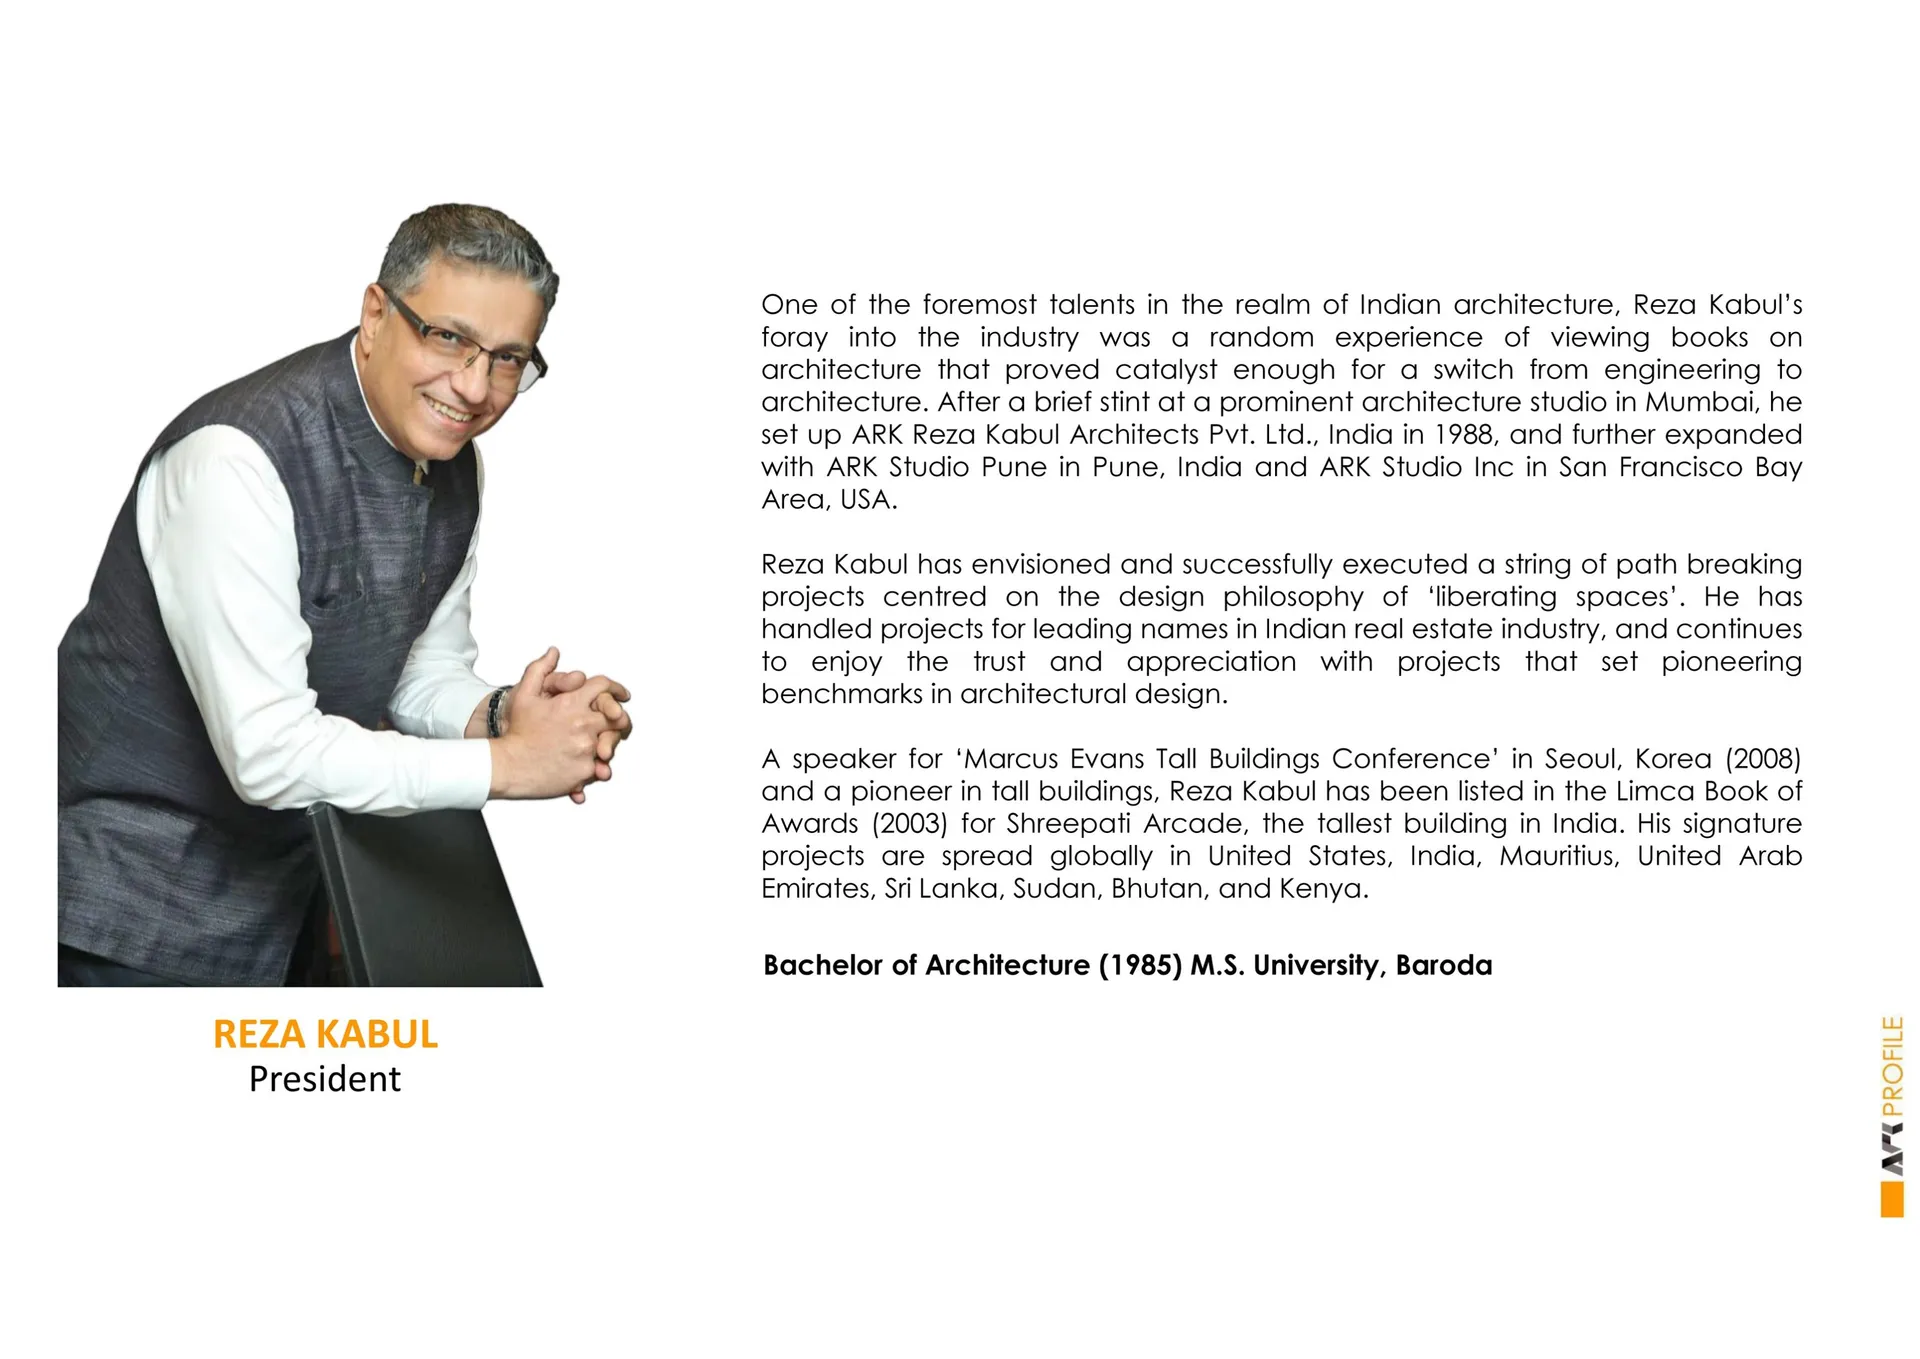 One of the foremost talents in the realm of Indian architecture, Reza Kabul’s
foray into the industry was a random experience of viewing books on
architecture that proved catalyst enough for a switch from engineering to
architecture. After a brief stint at a prominent architecture studio in Mumbai, he
set up ARK Reza Kabul Architects Pvt. Ltd., India in 1988, and further expanded
with ARK Studio Pune in Pune, India and ARK Studio Inc in San Francisco Bay
Area, USA.
Reza Kabul has envisioned and successfully executed a string of path breaking
projects centred on the design philosophy of ‘liberating spaces’. He has
handled projects for leading names in Indian real estate industry, and continues
to enjoy the trust and appreciation with projects that set pioneering
benchmarks in architectural design.
A speaker for ‘Marcus Evans Tall Buildings Conference’ in Seoul, Korea (2008)
and a pioneer in tall buildings, Reza Kabul has been listed in the Limca Book of
Awards (2003) for Shreepati Arcade, the tallest building in India. His signature
projects are spread globally in United States, India, Mauritius, United Arab
Emirates, Sri Lanka, Sudan, Bhutan, and Kenya.
Bachelor of Architecture (1985) M.S. University, Baroda
REZA KABUL
President
ARK PROFILE